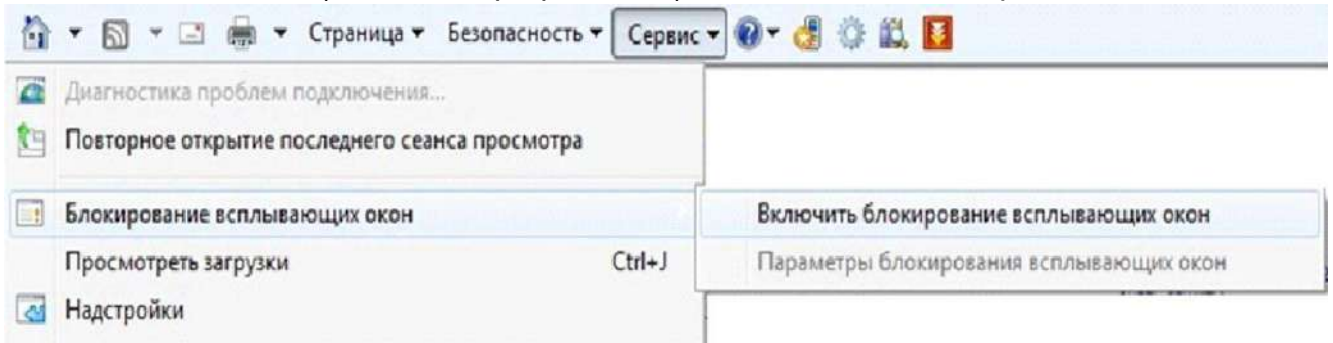 Страница Безопасность Сервис
Диагностика проблем подключения...
Повторное открытие последнего сеанса просмотра
Блокирование всплывающих окон
Включить блокирование всплывающих окон
Просмотреть загрузки Ctrl+J
Параметры блокирования всплывающих окон
Надстройки